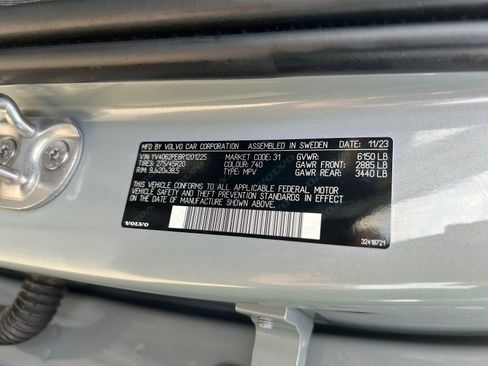 MFD. BY VOLVO CAR CORPORATION ASSEMBLED IN SWEDEN DATE: 11/23
VIN: YV4062PE8R1201225 MARKET CODE: 31 GVWR: 6150 LB
TIRES: 275/45R20 COLOUR: 740 GAWR FRONT: 2885 LB
RIM: 9Jx20x38.5 TYPE: MPV GAWR REAR: 3440 LB
THIS VEHICLE CONFORMS TO ALL APPLICABLE FEDERAL MOTOR
VEHICLE SAFETY AND THEFT PREVENTION STANDARDS IN EFFECT
ON THE DATE OF MANUFACTURE SHOWN ABOVE.
VOLVO
32418721